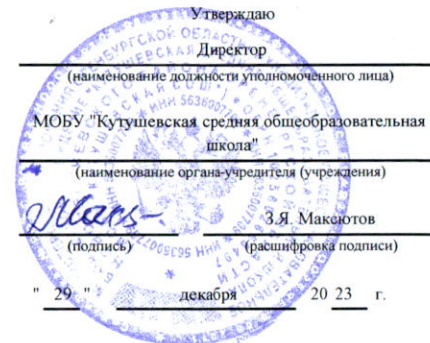 Утверждаю
Директор
(наименование должности уполномоченного лица)
МОБУ "Кутушевская средняя общеобразовательная
школа"
(наименование органа-учредителя (учреждения)
З.Я. Максютов
(подпись) (расшифровка подписи)
" 29 " декабря 20 23 г.